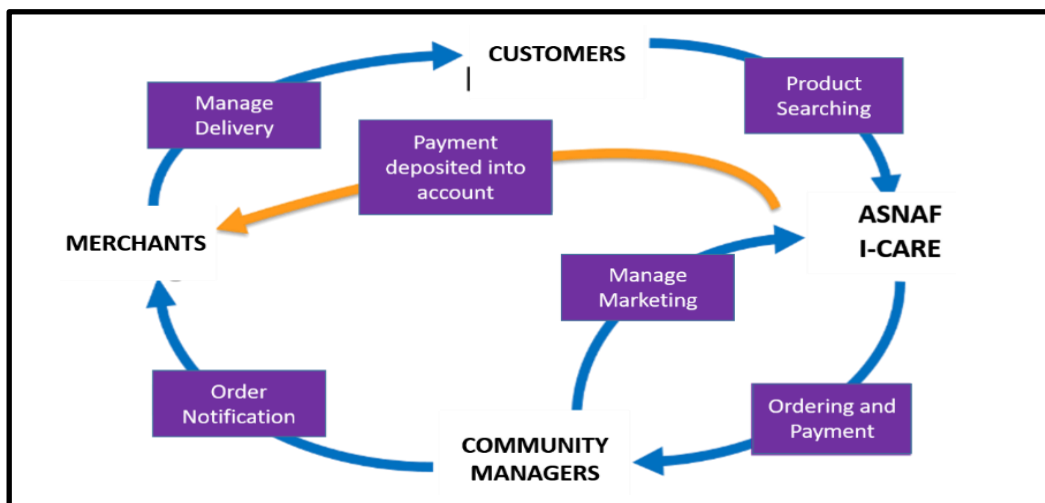 CUSTOMERS
Manage
Delivery
Product
Searching
Payment
deposited into
account
MERCHANTS
ASNAF
I-CARE
Manage
Marketing
Order
Notification
Ordering and
Payment
COMMUNITY
MANAGERS